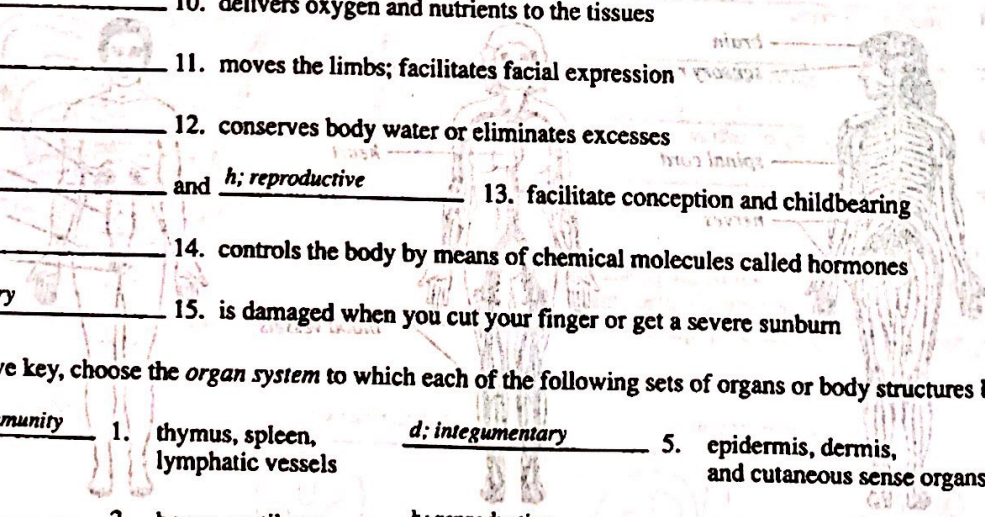 10. delivers oxygen and nutrients to the tissues
11. moves the limbs; facilitates facial expression
12. conserves body water or eliminates excesses
and h; reproductive 13. facilitate conception and childbearing
14. controls the body by means of chemical molecules called hormones
ry 15. is damaged when you cut your finger or get a severe sunburn
ve key, choose the organ system to which each of the following sets of organs or body structures
munity 1. thymus, spleen, lymphatic vessels
d; integumentary 5. epidermis, dermis, and cutaneous sense organs